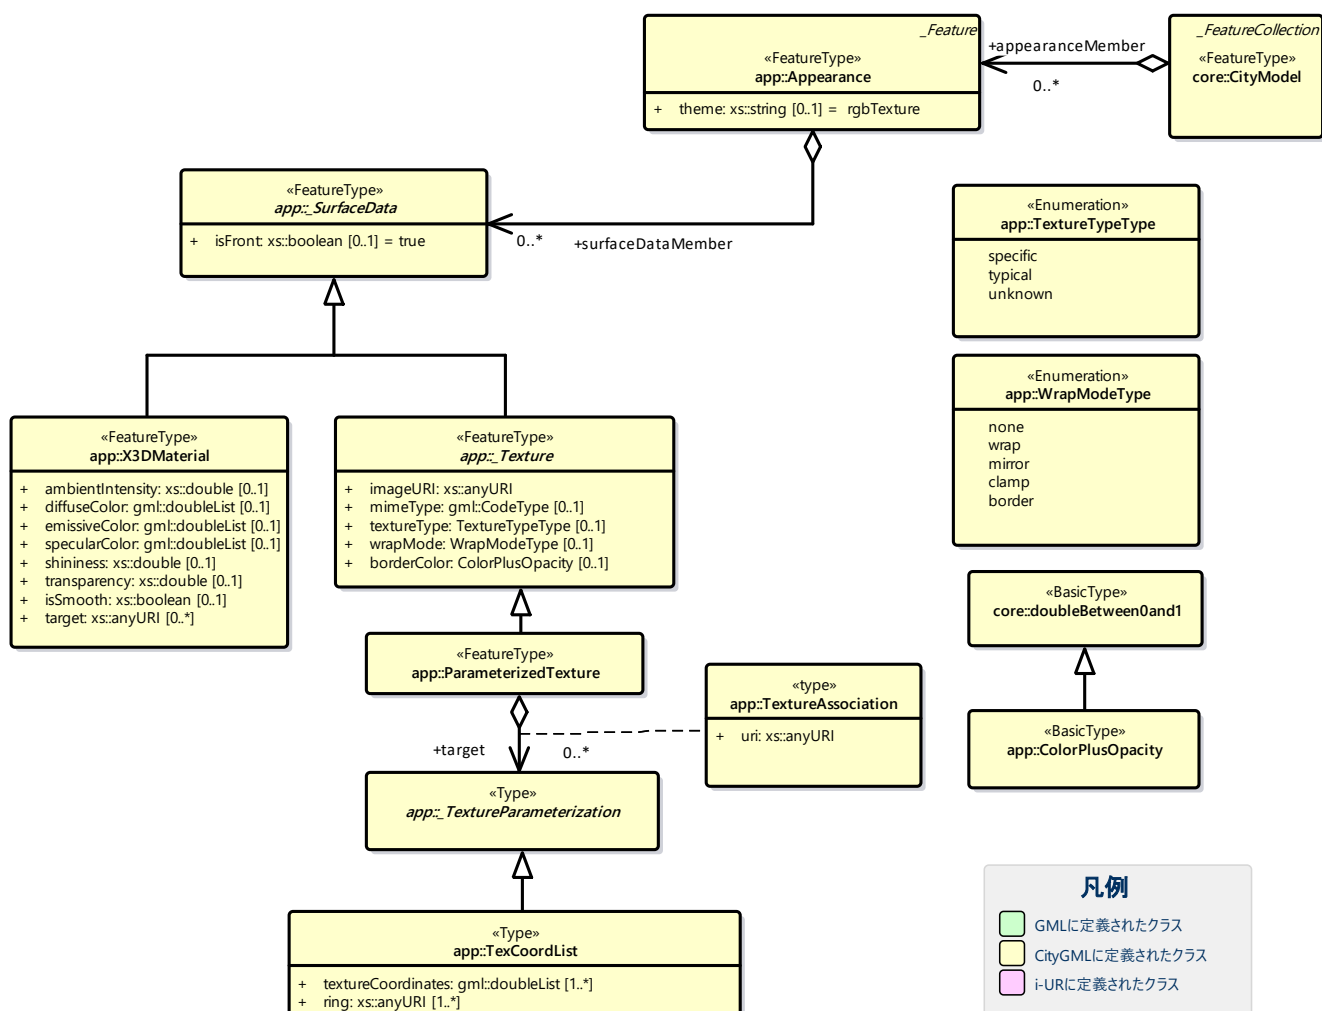 _Feature
«FeatureType»
app::Appearance
+ theme: xs::string [0..1] = rgbTexture
+appearanceMember
0..*
_FeatureCollection
«FeatureType»
core::CityModel
«FeatureType»
app::_SurfaceData
+ isFront: xs::boolean [0..1] = true
0..*
+surfaceDataMember
«Enumeration»
app::TextureTypeType
specific
typical
unknown
«Enumeration»
app::WrapModeType
none
wrap
mirror
clamp
border
«FeatureType»
app::X3DMaterial
+ ambientIntensity: xs::double [0..1]
+ diffuseColor: gml::doubleList [0..1]
+ emissiveColor: gml::doubleList [0..1]
+ specularColor: gml::doubleList [0..1]
+ shininess: xs::double [0..1]
+ transparency: xs::double [0..1]
+ isSmooth: xs::boolean [0..1]
+ target: xs::anyURI [0..*]
«FeatureType»
app::_Texture
+ imageURI: xs::anyURI
+ mimeType: gml::CodeType [0..1]
+ textureType: TextureTypeType [0..1]
+ wrapMode: WrapModeType [0..1]
+ borderColor: ColorPlusOpacity [0..1]
«BasicType»
core::doubleBetween0and1
«FeatureType»
app::ParameterizedTexture
«type»
app::TextureAssociation
+ uri: xs::anyURI
«BasicType»
app::ColorPlusOpacity
+target
0..*
«Type»
app::_TextureParameterization
«Type»
app::TexCoordList
+ textureCoordinates: gml::doubleList [1..*]
+ ring: xs::anyURI [1..*]
凡例
GMLに定義されたクラス
CityGMLに定義されたクラス
i-URに定義されたクラス